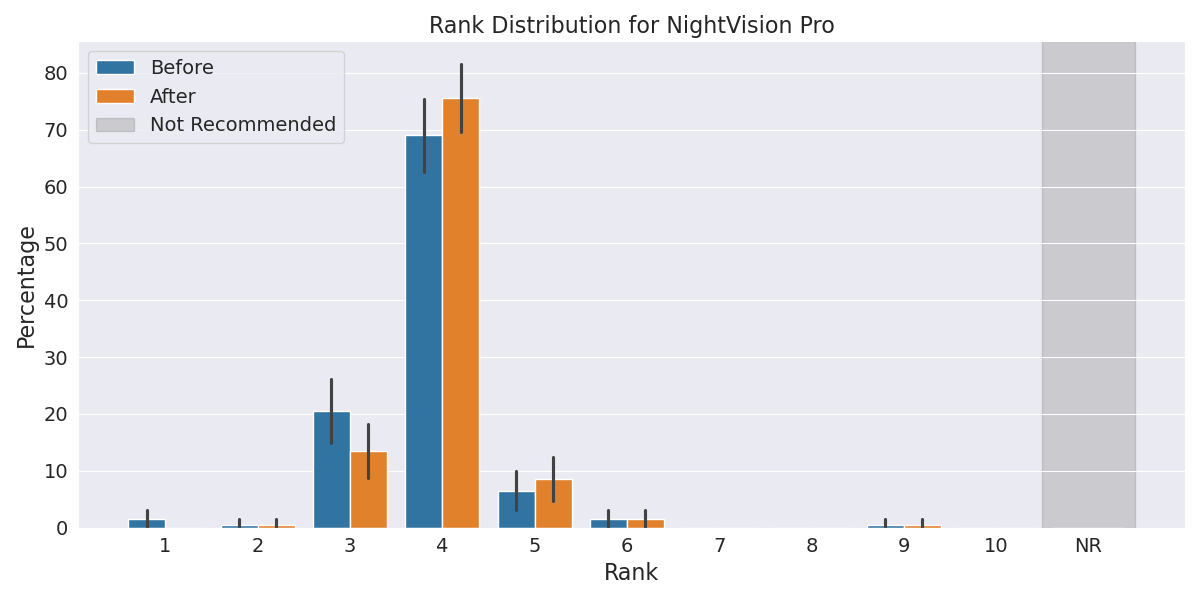 Rank Distribution for NightVision Pro
Before
After
Not Recommended
80
70
60
50
40
30
20
10
0
Percentage
1 2 3 4 5 6 7 8 9 10 NR
Rank